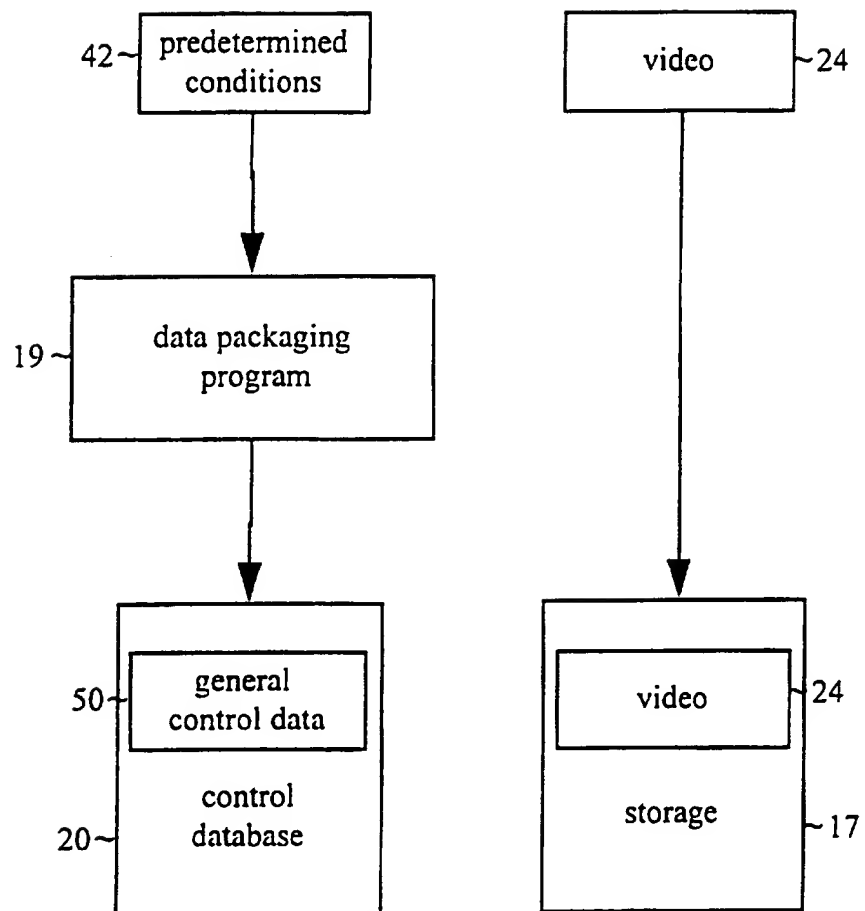 42 predetermined conditions
video 24
19 data packaging program
50 general control data
control database 20
video 24
storage 17